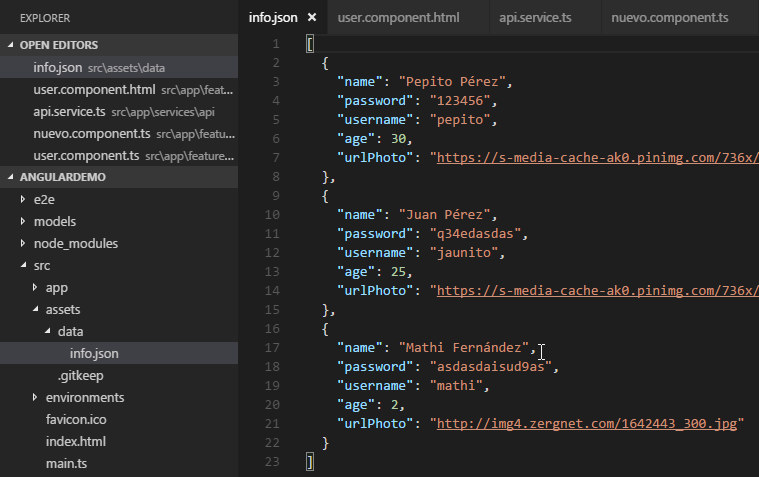 EXPLORER
OPEN EDITORS
info.json src\assets\data
user.component.html src\app\feat...
api.service.ts src\app\services\api
nuevo.component.ts src\app\featu...
user.component.ts src\app\feature...
ANGULARDEMO
e2e
models
node_modules
src
app
assets
data
info.json
.gitkeep
environments
favicon.ico
index.html
main.ts
info.json × user.component.html api.service.ts nuevo.component.ts
1 [
2 {
3 "name": "Pepito Pérez",
4 "password": "123456",
5 "username": "pepito",
6 "age": 30,
7 "urlPhoto": "https://s-media-cache-ak0.pinimg.com/736x/
8 },
9 {
10 "name": "Juan Pérez",
11 "password": "q34edasdas",
12 "username": "jaunito",
13 "age": 25,
14 "urlPhoto": "https://s-media-cache-ak0.pinimg.com/736x/
15 },
16 {
17 "name": "Mathi Fernández",
18 "password": "asdasdaisud9as",
19 "username": "mathi",
20 "age": 2,
21 "urlPhoto": "http://img4.zergnet.com/1642443_300.jpg"
22 }
23 ]